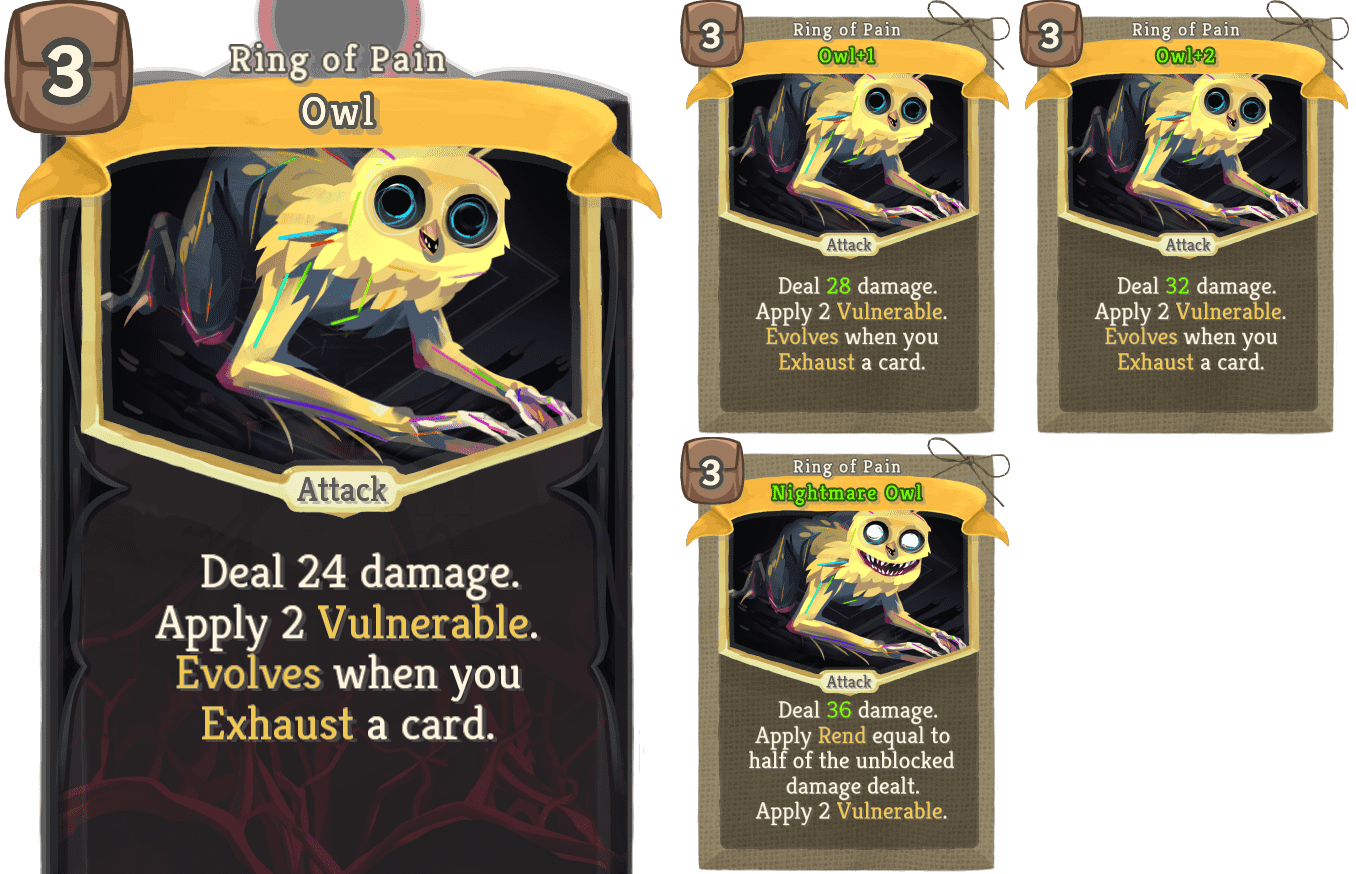 3
Ring of Pain
Owl
Attack
Deal 24 damage.
Apply 2 Vulnerable.
Evolves when you
Exhaust a card.
3
Ring of Pain
Owl+1
Attack
Deal 28 damage.
Apply 2 Vulnerable.
Evolves when you
Exhaust a card.
3
Ring of Pain
Owl+2
Attack
Deal 32 damage.
Apply 2 Vulnerable.
Evolves when you
Exhaust a card.
3
Ring of Pain
Nightmare Owl
Attack
Deal 36 damage.
Apply Rend equal to
half of the unblocked
damage dealt.
Apply 2 Vulnerable.